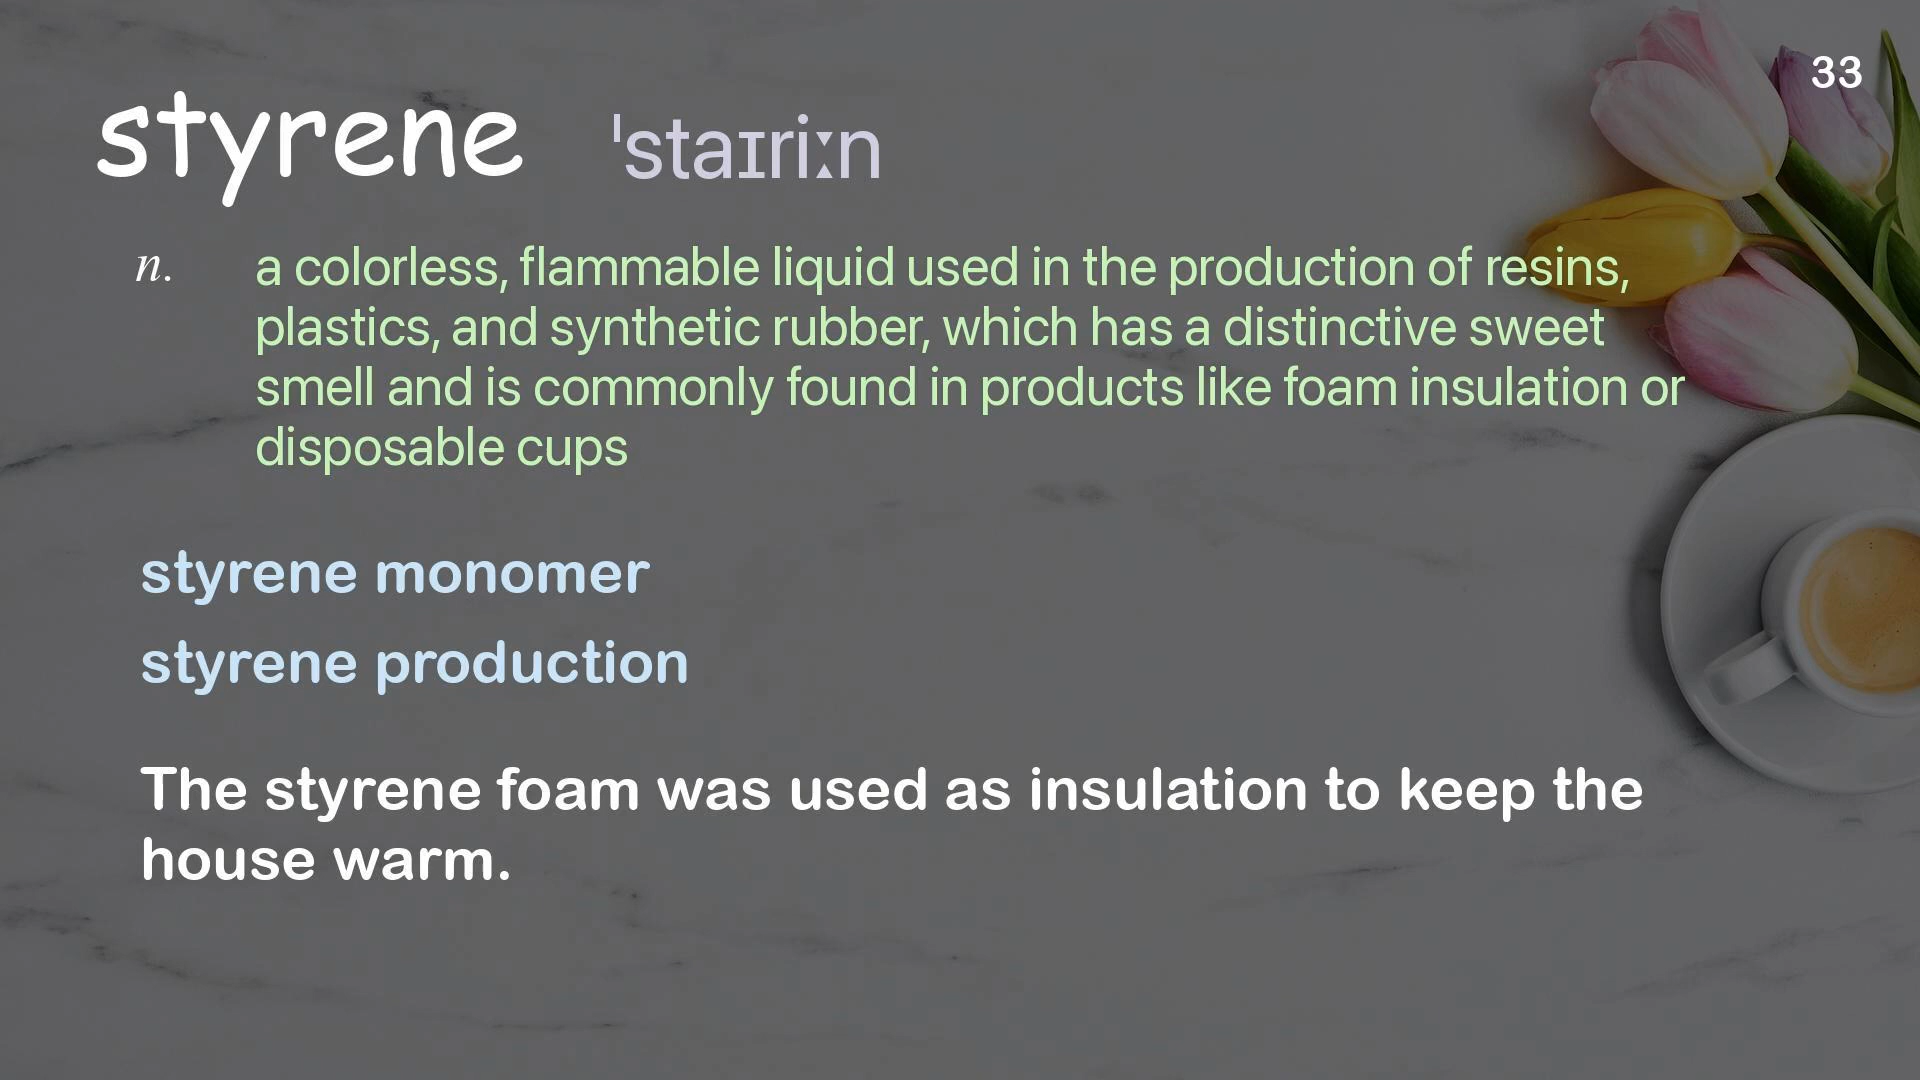 33
styrene ˈstaɪriːn
n. a colorless, flammable liquid used in the production of resins,
plastics, and synthetic rubber, which has a distinctive sweet
smell and is commonly found in products like foam insulation or
disposable cups
styrene monomer
styrene production
The styrene foam was used as insulation to keep the
house warm.